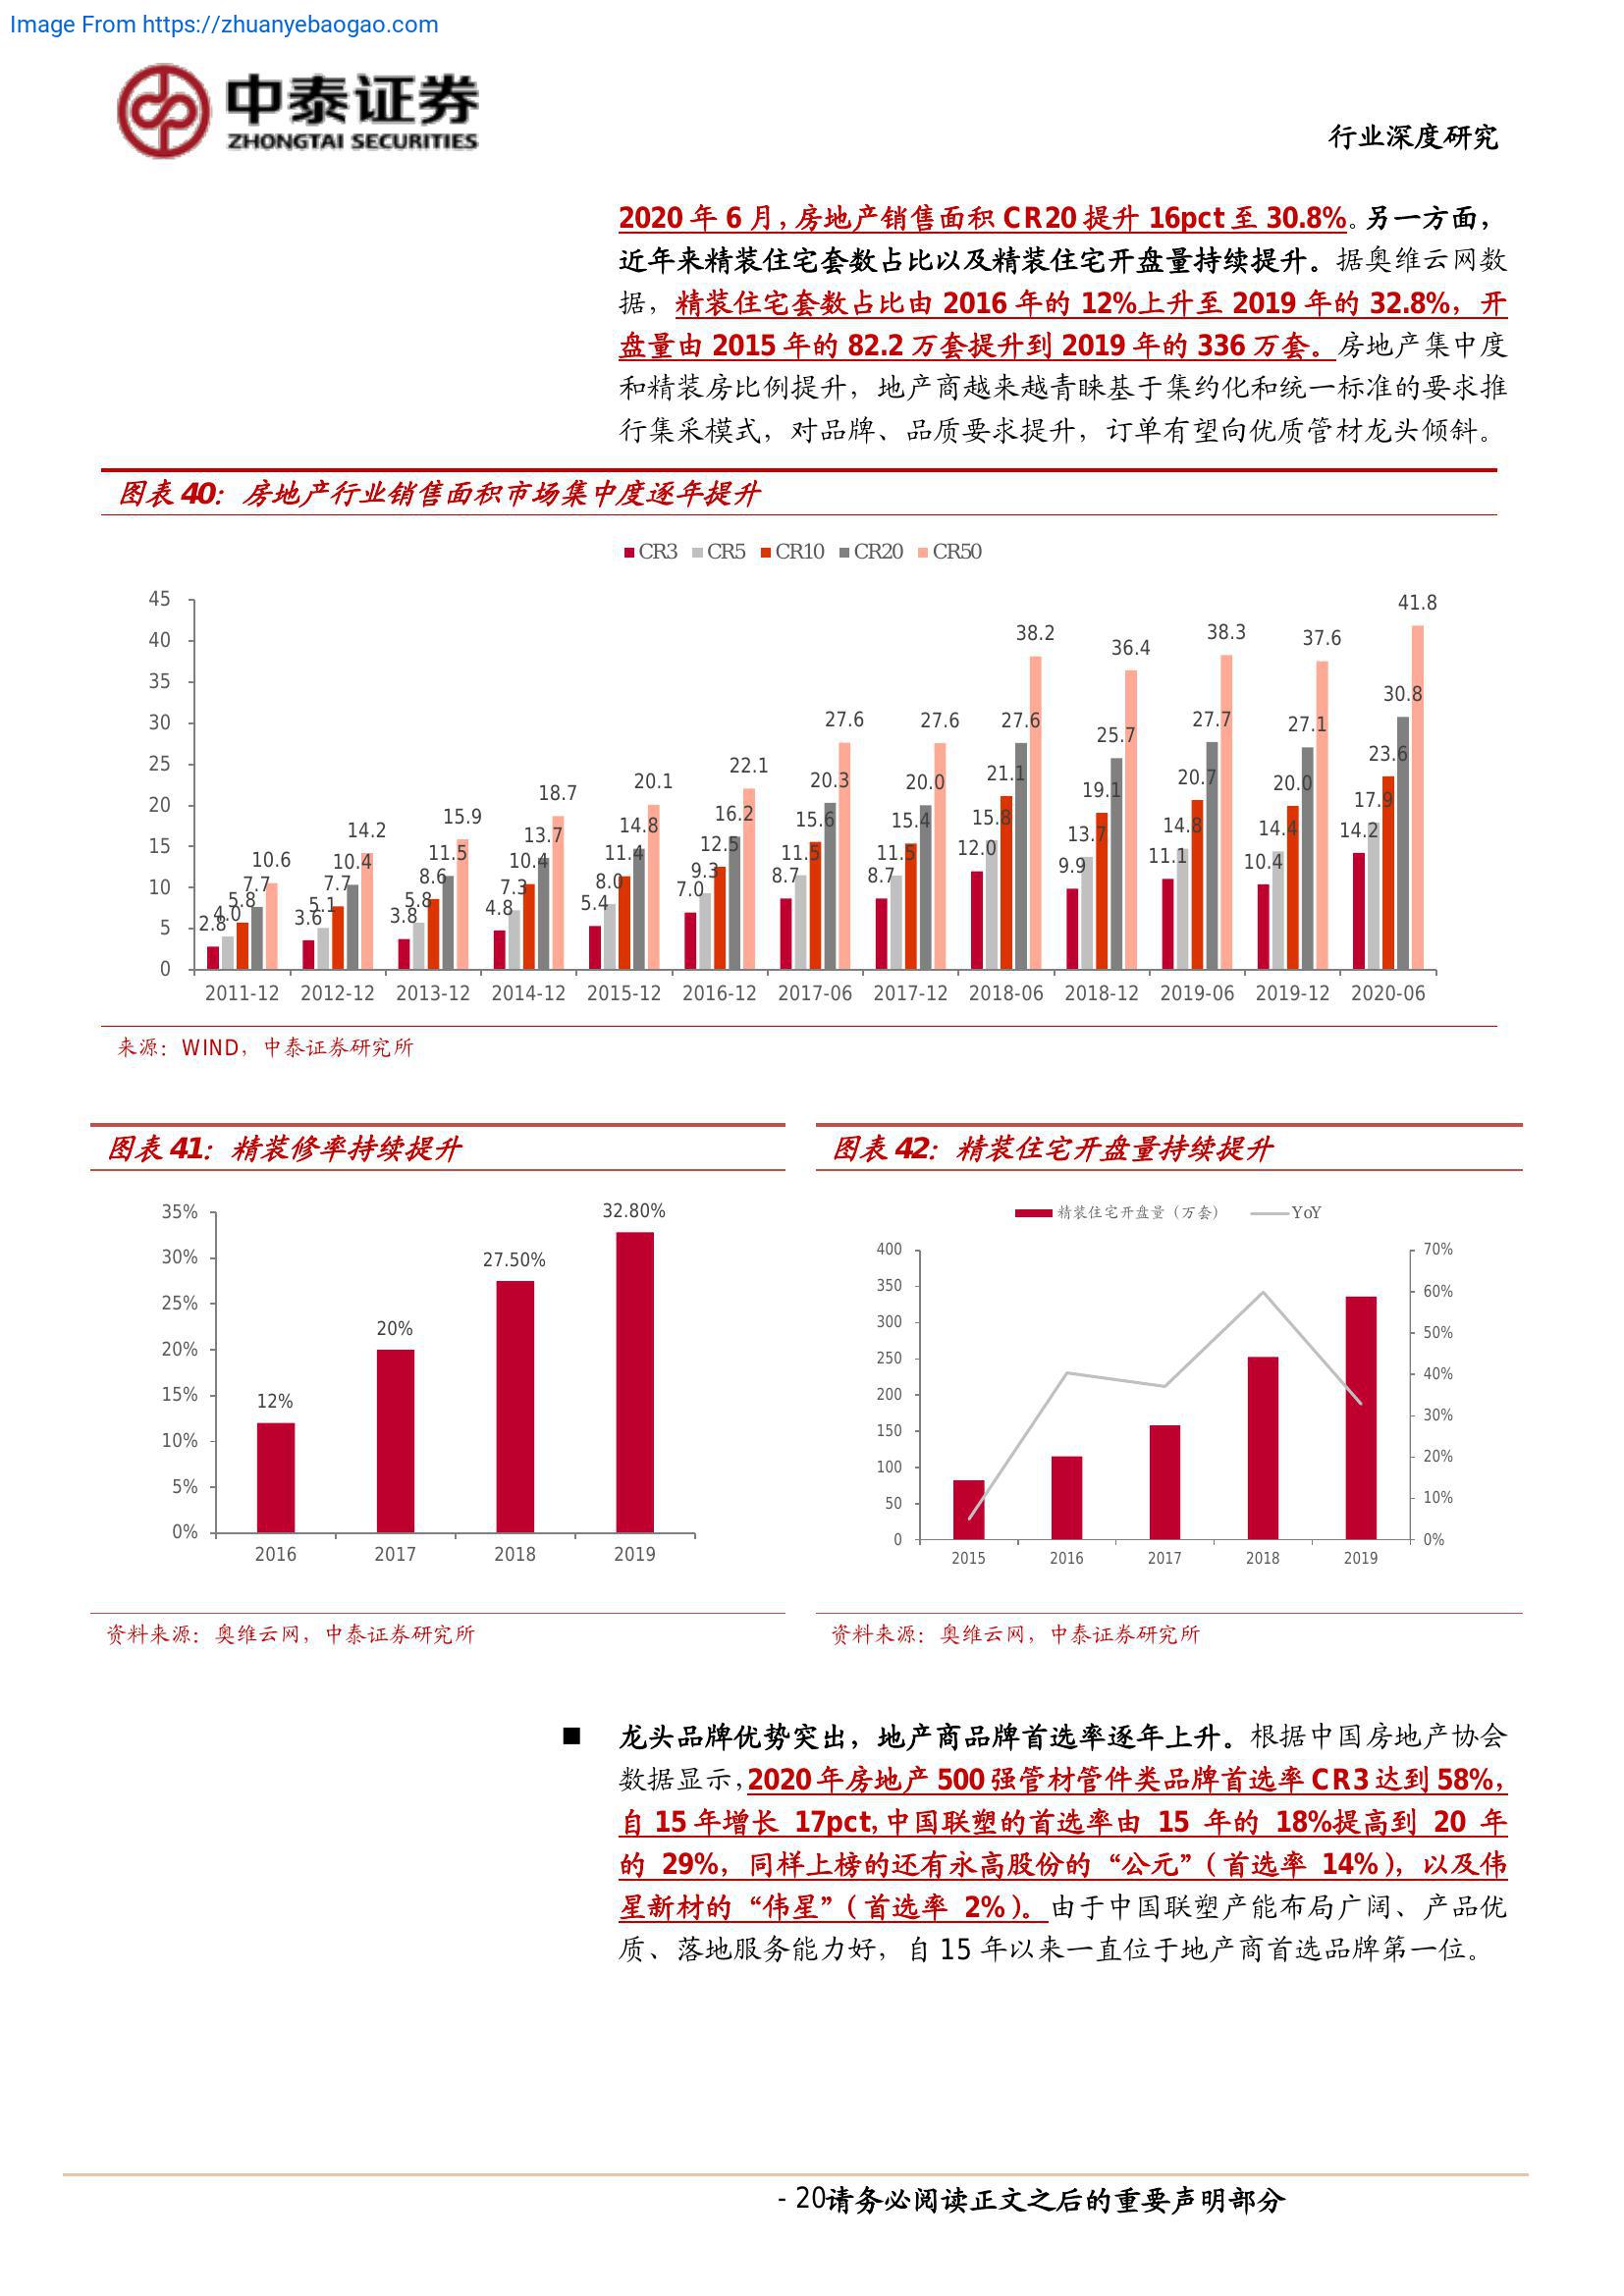 Image From https://zhuanyebaogao.com
中泰证券
ZHONGTAI SECURITIES
行业深度研究
2020 年 6 月，房地产销售面积 CR20 提升 16pct 至 30.8%。另一方面，
近年来精装住宅套数占比以及精装住宅开盘量持续提升。据奥维云网数
据，精装住宅套数占比由 2016 年的 12%上升至 2019 年的 32.8%，开
盘量由 2015 年的 82.2 万套提升到 2019 年的 336 万套。房地产集中度
和精装房比例提升，地产商越来越青睐基于集约化和统一标准的要求推
行集采模式，对品牌、品质要求提升，订单有望向优质管材龙头倾斜。
图表 40：房地产行业销售面积市场集中度逐年提升
CR3 CR5 CR10 CR20 CR50
45
40
35
30
25
20
15
10
5
0
2.8 4.0 5.8 7.7 10.6
3.6 5.1 7.7 10.4 14.2
3.8 5.8 8.6 11.5 15.9
4.8 7.3 10.4 13.7 18.7
5.4 8.0 11.4 14.8 20.1
7.0 9.3 12.5 16.2 22.1
8.7 11.5 15.6 20.3 27.6
8.7 11.5 15.4 20.0 27.6
12.0 15.8 21.1 27.6 38.2
9.9 13.7 19.1 25.7 36.4
11.1 14.8 20.7 27.7 38.3
10.4 14.4 20.0 27.1 37.6
14.2 17.9 23.6 30.8 41.8
2011-12 2012-12 2013-12 2014-12 2015-12 2016-12 2017-06 2017-12 2018-06 2018-12 2019-06 2019-12 2020-06
来源：WIND，中泰证券研究所
图表 41：精装修率持续提升
35%
30%
25%
20%
15%
10%
5%
0%
12% 20% 27.50% 32.80%
2016 2017 2018 2019
资料来源：奥维云网，中泰证券研究所
图表 42：精装住宅开盘量持续提升
精装住宅开盘量（万套） YoY
400
350
300
250
200
150
100
50
0
70%
60%
50%
40%
30%
20%
10%
0%
2015 2016 2017 2018 2019
资料来源：奥维云网，中泰证券研究所
■ 龙头品牌优势突出，地产商品牌首选率逐年上升。根据中国房地产协会
数据显示，2020 年房地产 500 强管材管件类品牌首选率 CR3 达到 58%，
自 15 年增长 17pct，中国联塑的首选率由 15 年的 18%提高到 20 年
的 29%，同样上榜的还有永高股份的“公元”（首选率 14%），以及伟
星新材的“伟星”（首选率 2%）。由于中国联塑产能布局广阔、产品优
质、落地服务能力好，自 15 年以来一直位于地产商首选品牌第一位。
- 20请务必阅读正文之后的重要声明部分